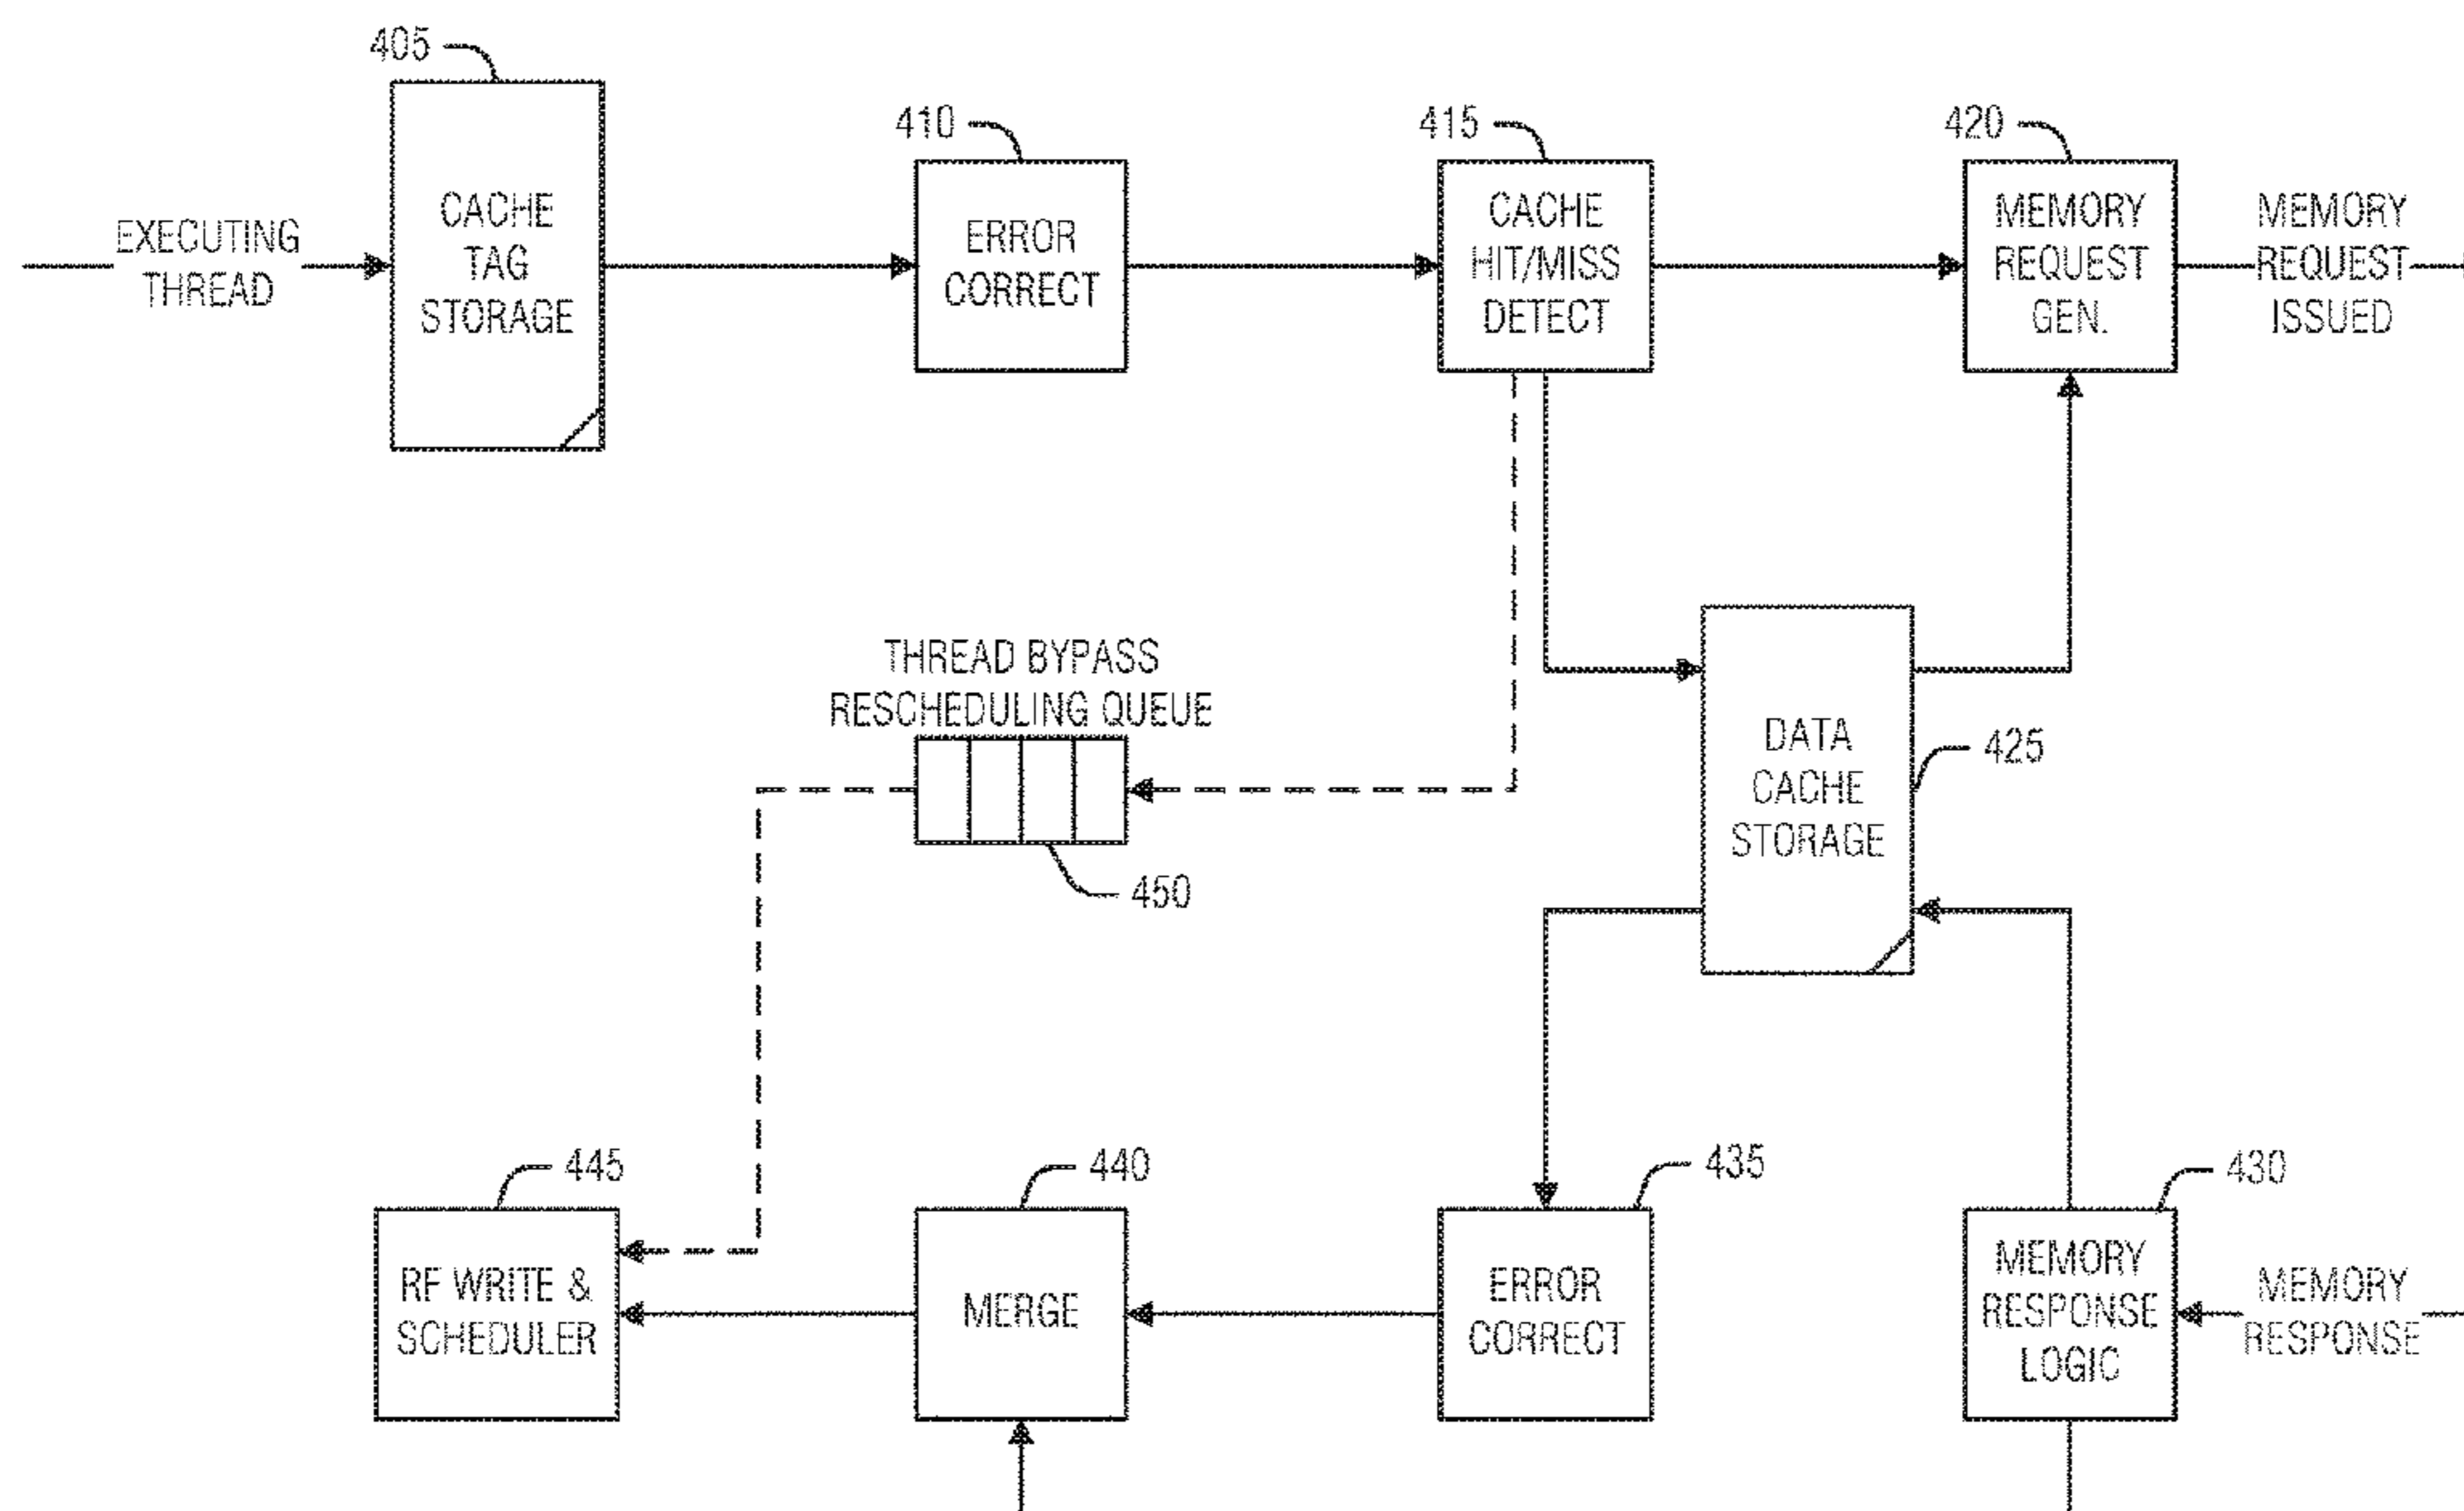 405
410
415
420
EXECUTING
THREAD
CACHE
TAG
STORAGE
ERROR
CORRECT
CACHE
HIT/MISS
DETECT
MEMORY
REQUEST
GEN.
MEMORY
REQUEST
ISSUED
THREAD BYPASS
RESCHEDULING QUEUE
450
DATA
CACHE
STORAGE
425
445
440
435
430
RF WRITE &
SCHEDULER
MERGE
ERROR
CORRECT
MEMORY
RESPONSE
LOGIC
MEMORY
RESPONSE